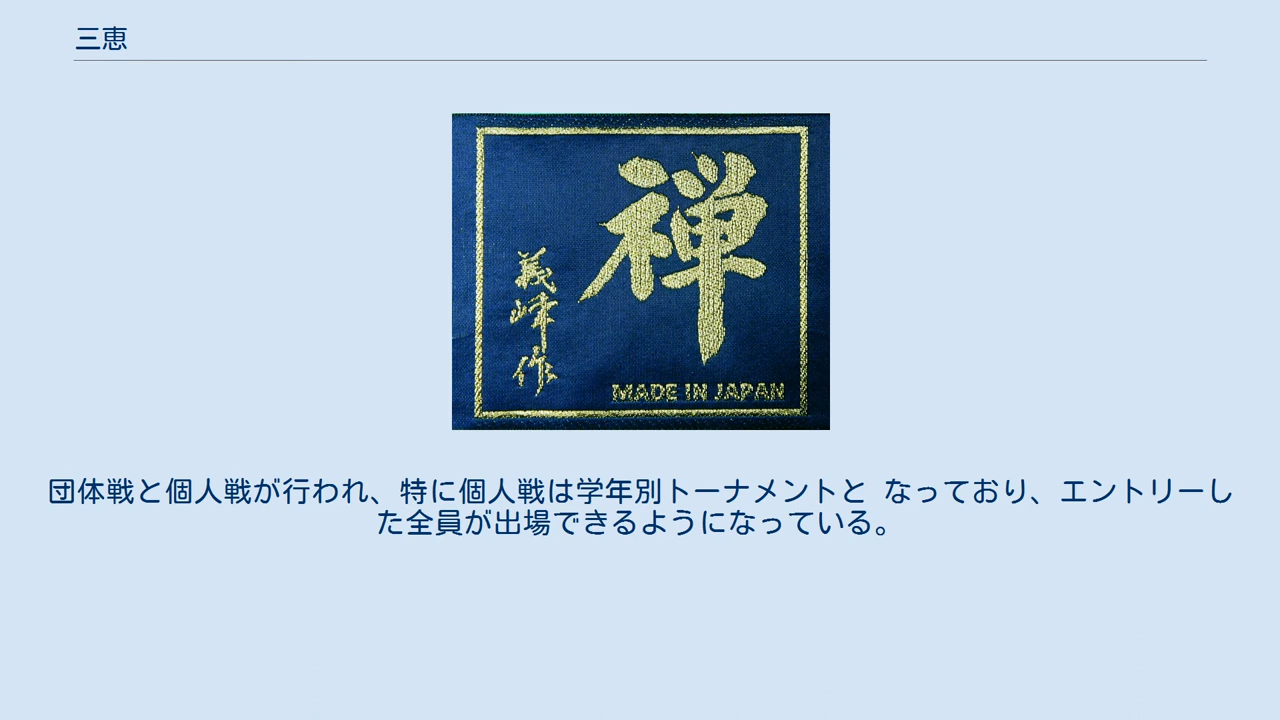 三恵
禅
義峰作
MADE IN JAPAN
団体戦と個人戦が行われ、特に個人戦は学年別トーナメントと なっており、エントリーし
た全員が出場できるようになっている。